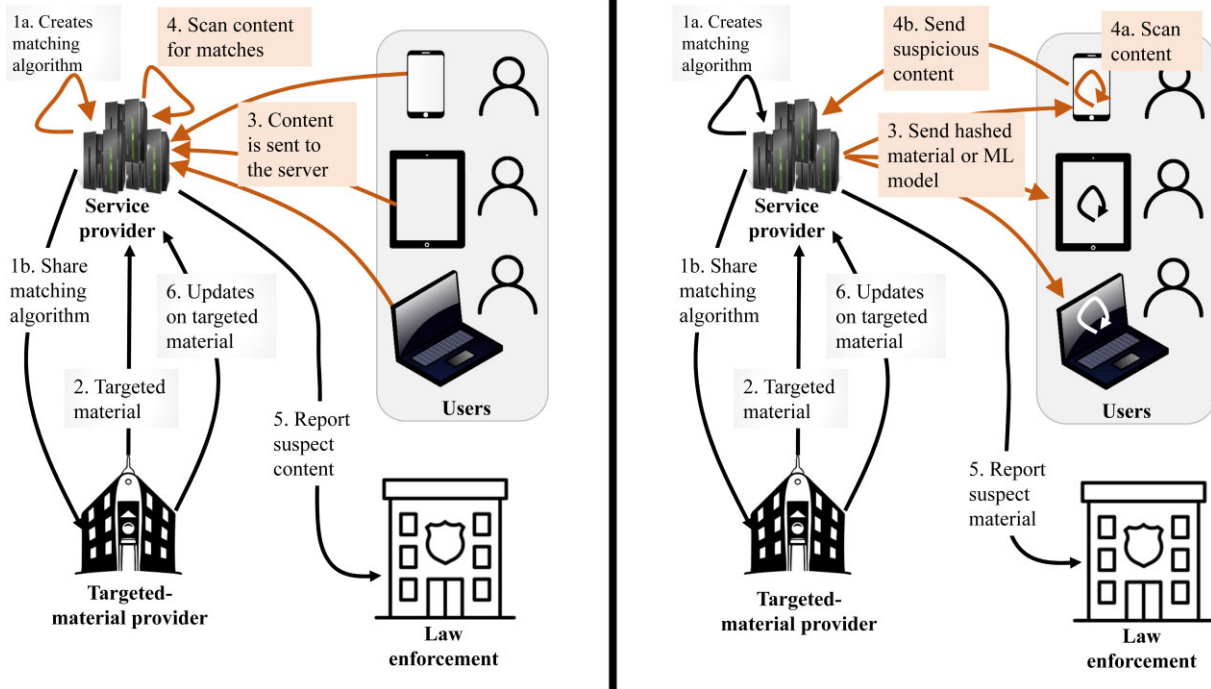 1a. Creates
matching
algorithm
4. Scan content
for matches
3. Content
is sent to
the server
Service
provider
1b. Share
matching
algorithm
6. Updates
on targeted
material
2. Targeted
material
Users
5. Report
suspect
content
Targeted-
material provider
Law
enforcement
1a. Creates
matching
algorithm
4b. Send
suspicious
content
4a. Scan
content
3. Send hashed
material or ML
model
Service
provider
1b. Share
matching
algorithm
6. Updates
on targeted
material
2. Targeted
material
Users
5. Report
suspect
material
Targeted-
material provider
Law
enforcement